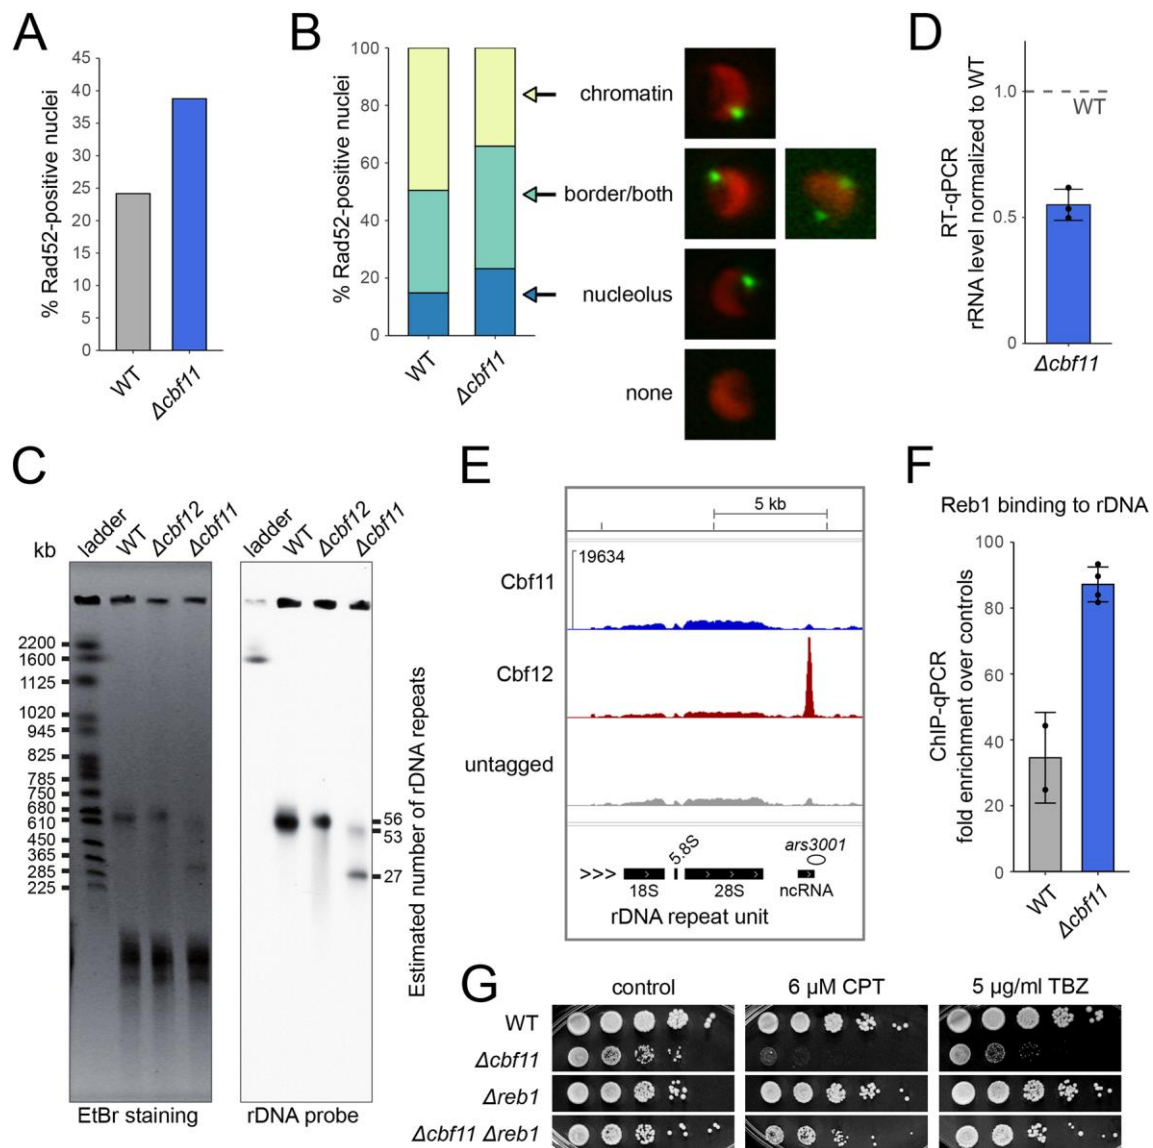 A
% Rad52-positive nuclei
45
40
35
30
25
20
15
10
5
0
WT
Δcbf11
B
% Rad52-positive nuclei
100
80
60
40
20
0
WT
Δcbf11
chromatin
border/both
nucleolus
none
D
RT-qPCR
rRNA level normalized to WT
1.0
0.5
0
WT
Δcbf11
C
kb
ladder
WT
Δcbf12
Δcbf11
ladder
WT
Δcbf12
Δcbf11
2200
1600
1125
1020
945
825
785
750
680
610
450
365
285
225
56
53
27
Estimated number of rDNA repeats
EtBr staining
rDNA probe
E
5 kb
19634
Cbf11
Cbf12
untagged
>>>
18S
5.8S
28S
ars3001
ncRNA
rDNA repeat unit
F
Reb1 binding to rDNA
ChIP-qPCR
fold enrichment over controls
100
80
60
40
20
0
WT
Δcbf11
G
control
6 µM CPT
5 µg/ml TBZ
WT
Δcbf11
Δreb1
Δcbf11 Δreb1